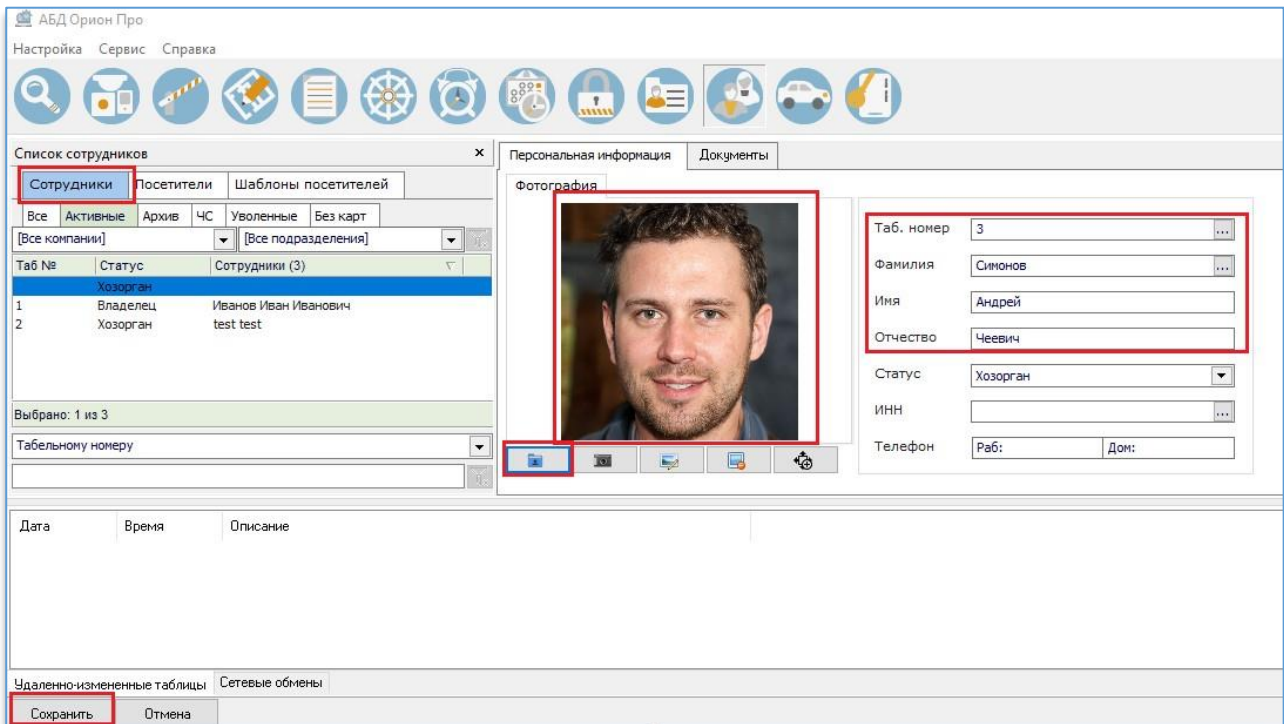 АБД Орион Про
Настройка Сервис Справка
Список сотрудников x
Сотрудники Посетители Шаблоны посетителей
Все Активные Архив ЧС Уволенные Без карт
[Все компании] [Все подразделения]
Таб № Статус Сотрудники (3)
Хозорган
1 Владелец Иванов Иван Иванович
2 Хозорган test test
Выбрано: 1 из 3
Табельному номеру
Персональная информация Документы
Фотография
Таб. номер 3 ...
Фамилия Симонов ...
Имя Андрей
Отчество Чеевич
Статус Хозорган
ИНН ...
Телефон Раб: Дом:
Дата Время Описание
Удаленно-измененные таблицы Сетевые обмены
Сохранить Отмена